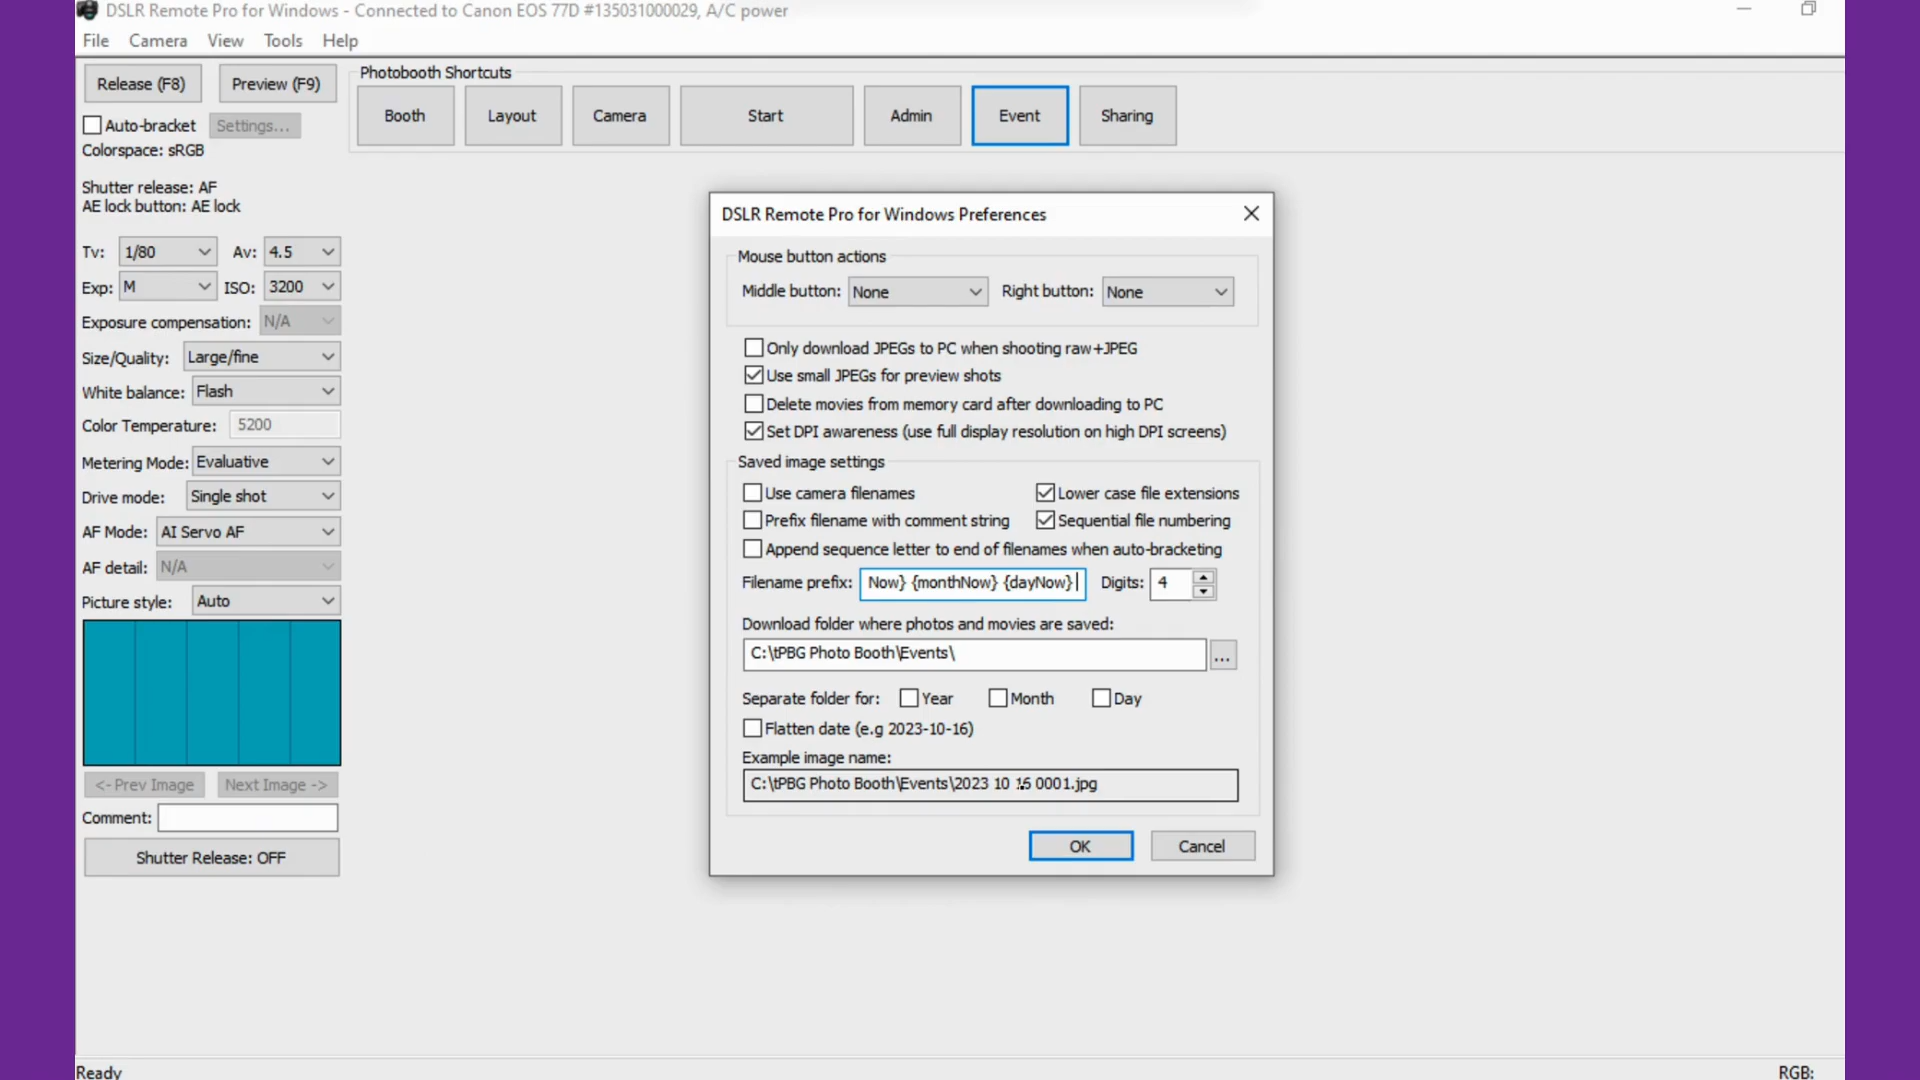 DSLR Remote Pro for Windows - Connected to Canon EOS 77D #135031000029, A/C power
File Camera View Tools Help
Release (F8) Preview (F9)
Photobooth Shortcuts
Booth Layout Camera Start Admin Event Sharing
Auto-bracket Settings...
Colorspace: sRGB
Shutter release: AF
AE lock button: AE lock
Tv: 1/80 Av: 4.5
Exp: M ISO: 3200
Exposure compensation: N/A
Size/Quality: Large/fine
White balance: Flash
Color Temperature: 5200
Metering Mode: Evaluative
Drive mode: Single shot
AF Mode: AI Servo AF
AF detail: N/A
Picture style: Auto
<- Prev Image Next Image ->
Comment:
Shutter Release: OFF
DSLR Remote Pro for Windows Preferences
Mouse button actions
Middle button: None Right button: None
Only download JPEGs to PC when shooting raw+JPEG
Use small JPEGs for preview shots
Delete movies from memory card after downloading to PC
Set DPI awareness (use full display resolution on high DPI screens)
Saved image settings
Use camera filenames Lower case file extensions
Prefix filename with comment string Sequential file numbering
Append sequence letter to end of filenames when auto-bracketing
Filename prefix: Now} {monthNow} {dayNow} Digits: 4
Download folder where photos and movies are saved:
C:\tPBG Photo Booth\Events\
...
Separate folder for: Year Month Day
Flatten date (e.g 2023-10-16)
Example image name:
C:\tPBG Photo Booth\Events\2023 10 16 0001.jpg
OK Cancel
Ready RGB: